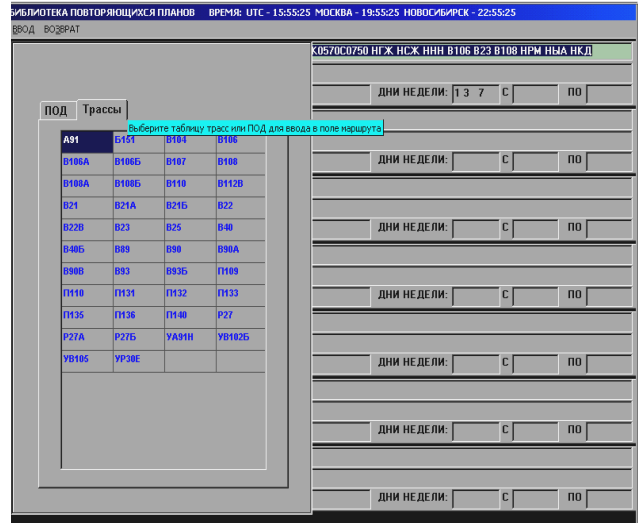 БИБЛИОТЕКА ПОВТОРЯЮЩИХСЯ ПЛАНОВ ВРЕМЯ: UTC - 15:55:25 МОСКВА - 19:55:25 НОВОСИБИРСК - 22:55:25
ВВОД ВОЗВРАТ
К0570С0750 НГЖ НСЖ ННН В106 В23 В108 НРМ НЫА НКД
ДНИ НЕДЕЛИ: 1 3 7 С ПО
ПОД Трассы
Выберите таблицу трасс или ПОД для ввода в поле маршрута
А91 Б151 В104 В106
В106А В106Б В107 В108
ДНИ НЕДЕЛИ: С ПО
В108А В108Б В110 В112В
В21 В21А В21Б В22
В22В В23 В25 В40
ДНИ НЕДЕЛИ: С ПО
В40Б В89 В90 В90А
В90В В93 В93Б П109
П110 П131 П132 П133
ДНИ НЕДЕЛИ: С ПО
П135 П136 П140 Р27
Р27А Р27Б УА91Н УВ102Б
УВ105 УР30Е
ДНИ НЕДЕЛИ: С ПО
ДНИ НЕДЕЛИ: С ПО
ДНИ НЕДЕЛИ: С ПО